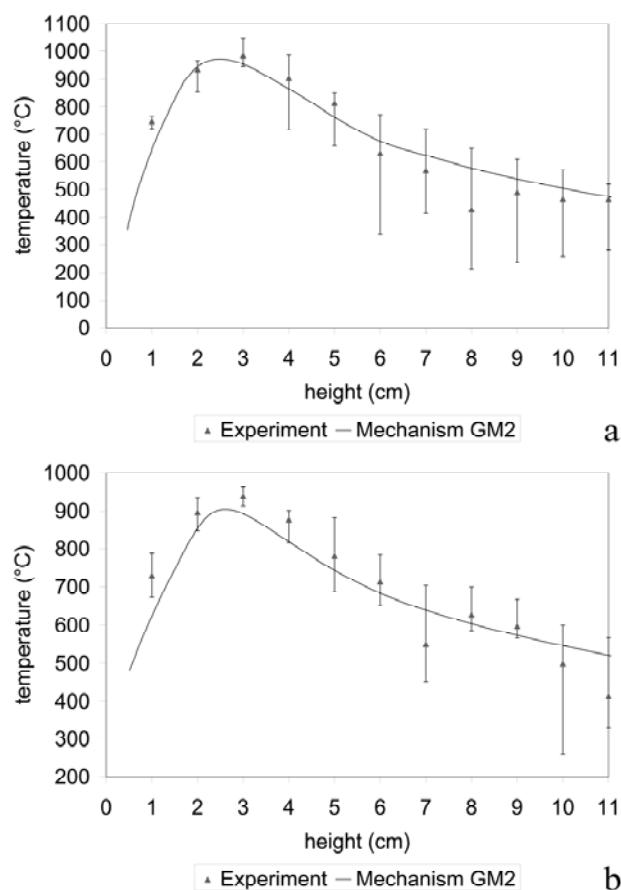 1100
1000
900
800
700
600
500
400
300
200
100
0
temperature (°C)
0 1 2 3 4 5 6 7 8 9 10 11
height (cm)
▲ Experiment — Mechanism GM2
a
1000
900
800
700
600
500
400
300
200
temperature (°C)
0 1 2 3 4 5 6 7 8 9 10 11
height (cm)
▲ Experiment — Mechanism GM2
b